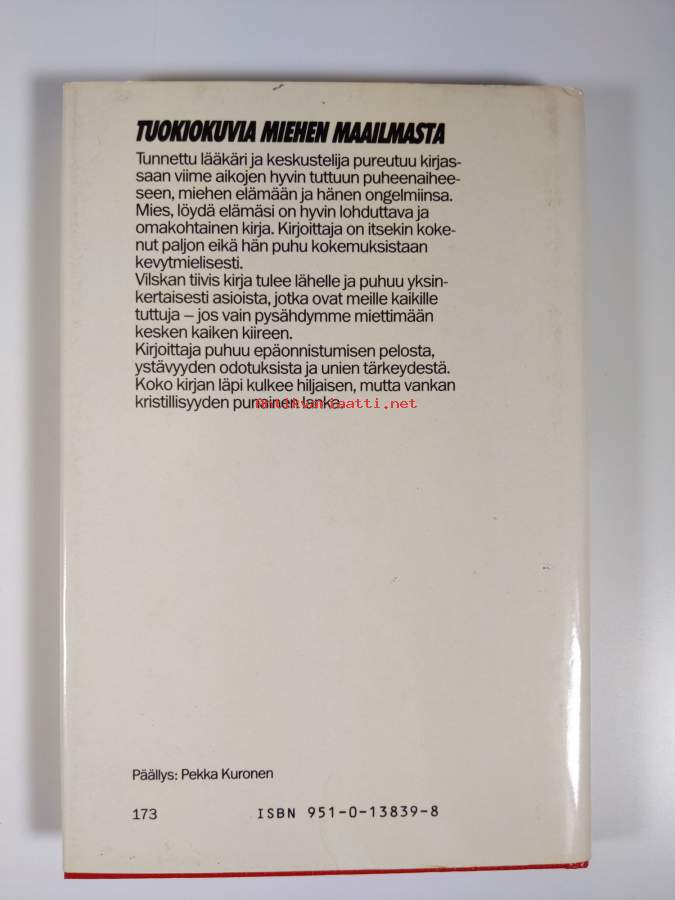 TUOKIOKUVIA MIEHEN MAAILMASTA
Tunnettu lääkäri ja keskustelija pureutuu kirjas-
saan viime aikojen hyvin tuttuun puheenaihee-
seen, miehen elämään ja hänen ongelmiinsa.
Mies, löydä elämäsi on hyvin lohduttava ja
omakohtainen kirja. Kirjoittaja on itsekin koke-
nut paljon eikä hän puhu kokemuksistaan
kevytmielisesti.
Vilskan tiivis kirja tulee lähelle ja puhuu yksin-
kertaisesti asioista, jotka ovat meille kaikille
tuttuja – jos vain pysähdymme miettimään
kesken kaiken kiireen.
Kirjoittaja puhuu epäonnistumisen pelosta,
ystävyyden odotuksista ja unien tärkeydestä.
Koko kirjan läpi kulkee hiljaisen, mutta vankan
kristillisyyden punainen lanka.
antikvariaatti.net
Päällys: Pekka Kuronen
173
ISBN 951-0-13839-8